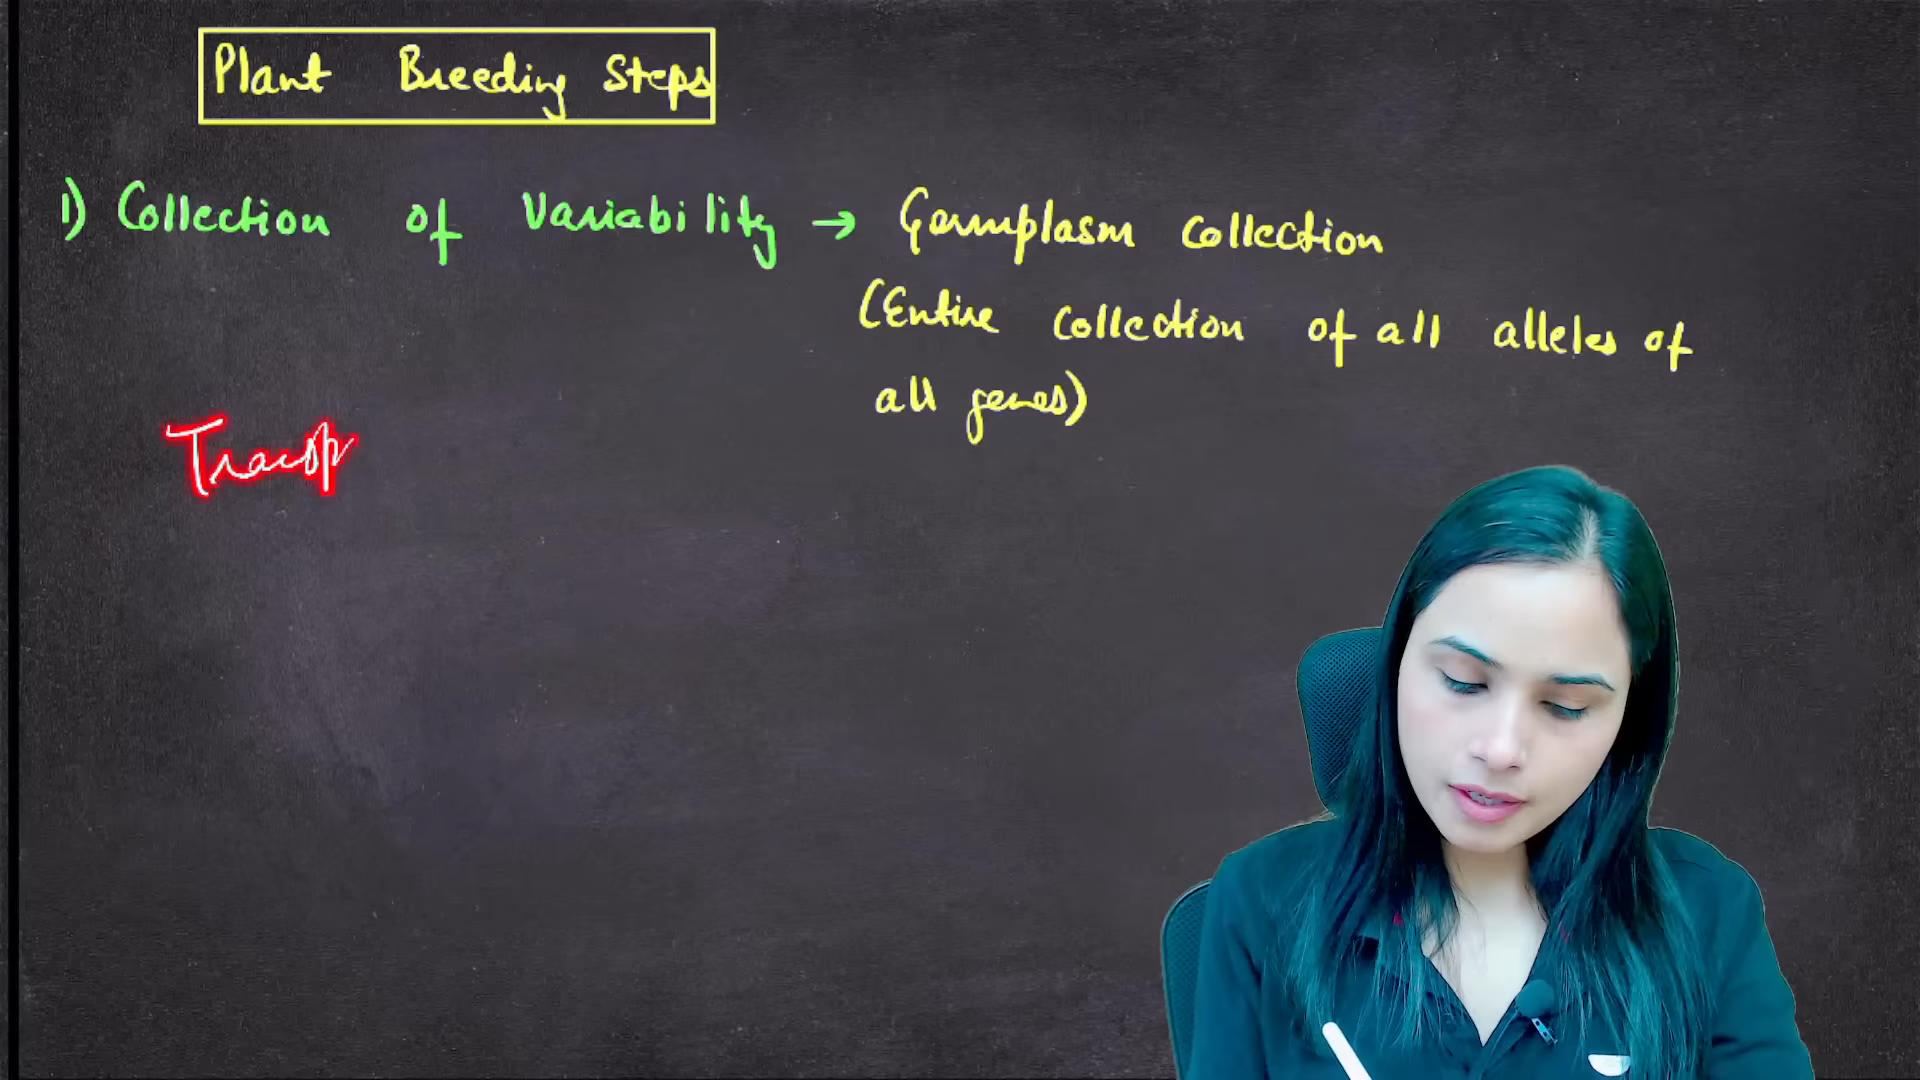 Plant Breeding Steps
1) Collection of Variability → Germplasm collection
(Entire collection of all alleles of
all genes)